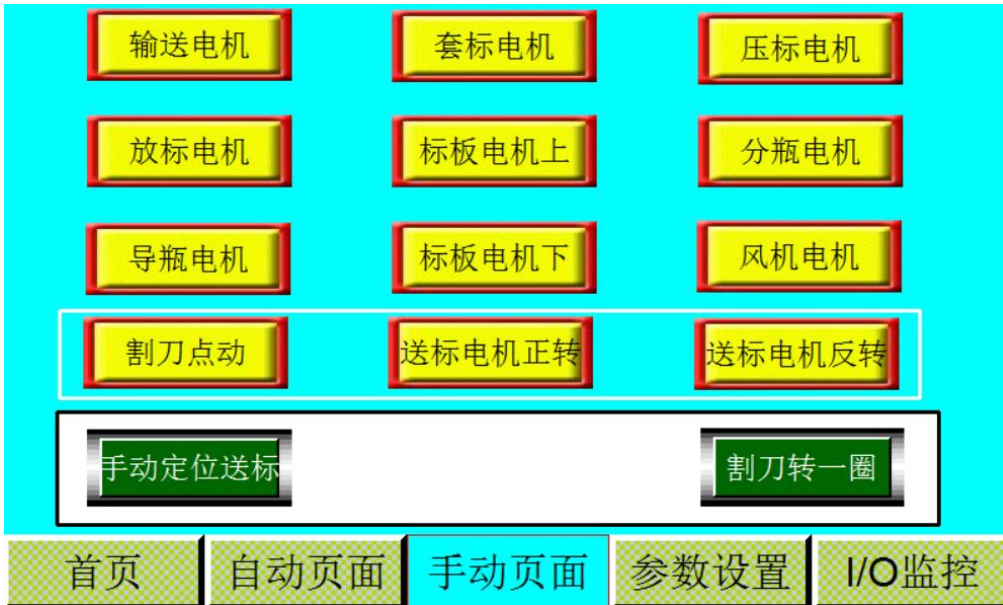 输送电机 套标电机 压标电机
放标电机 标板电机上 分瓶电机
导瓶电机 标板电机下 风机电机
割刀点动 送标电机正转 送标电机反转
手动定位送标 割刀转一圈
首页 自动页面 手动页面 参数设置 I/O监控